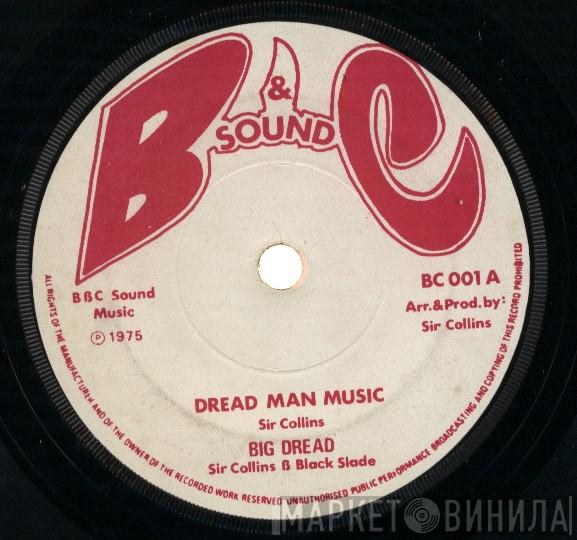 B & C
SOUND
BßC Sound
Music
℗ 1975
BC 001 A
Arr.&Prod.by:
Sir Collins
DREAD MAN MUSIC
Sir Collins
BIG DREAD
Sir Collins ß Black Slade
ALL RIGHTS OF THE MANUFACTURER AND OF THE OWNER OF THE RECORDED WORK RESERVED UNAUTHORISED PUBLIC PERFORMANCE BROADCASTING AND COPYING OF THIS RECORD PROHIBITED
МАРКЕТ ВИНИЛА